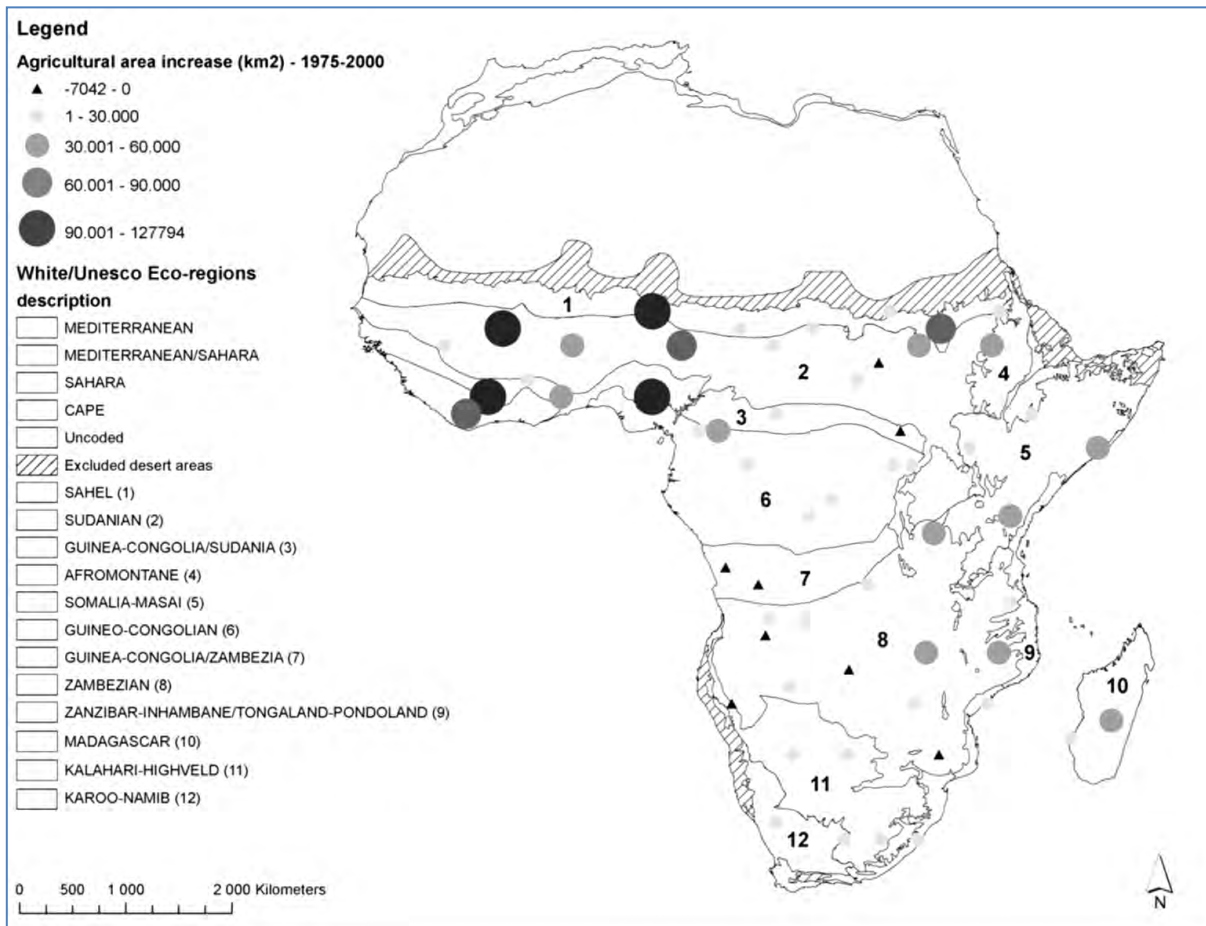 Legend
Agricultural area increase (km2) - 1975-2000
-7042 - 0
1 - 30.000
30.001 - 60.000
60.001 - 90.000
90.001 - 127794
White/Unesco Eco-regions
description
MEDITERRANEAN
MEDITERRANEAN/SAHARA
SAHARA
CAPE
Uncoded
Excluded desert areas
SAHEL (1)
SUDANIAN (2)
GUINEA-CONGOLIA/SUDANIA (3)
AFROMONTANE (4)
SOMALIA-MASAI (5)
GUINEO-CONGOLIAN (6)
GUINEA-CONGOLIA/ZAMBEZIA (7)
ZAMBEZIAN (8)
ZANZIBAR-INHAMBANE/TONGALAND-PONDOLAND (9)
MADAGASCAR (10)
KALAHARI-HIGHVELD (11)
KAROO-NAMIB (12)
0 500 1 000 2 000 Kilometers
1
2
4
3
5
6
7
8
9
10
11
12
N